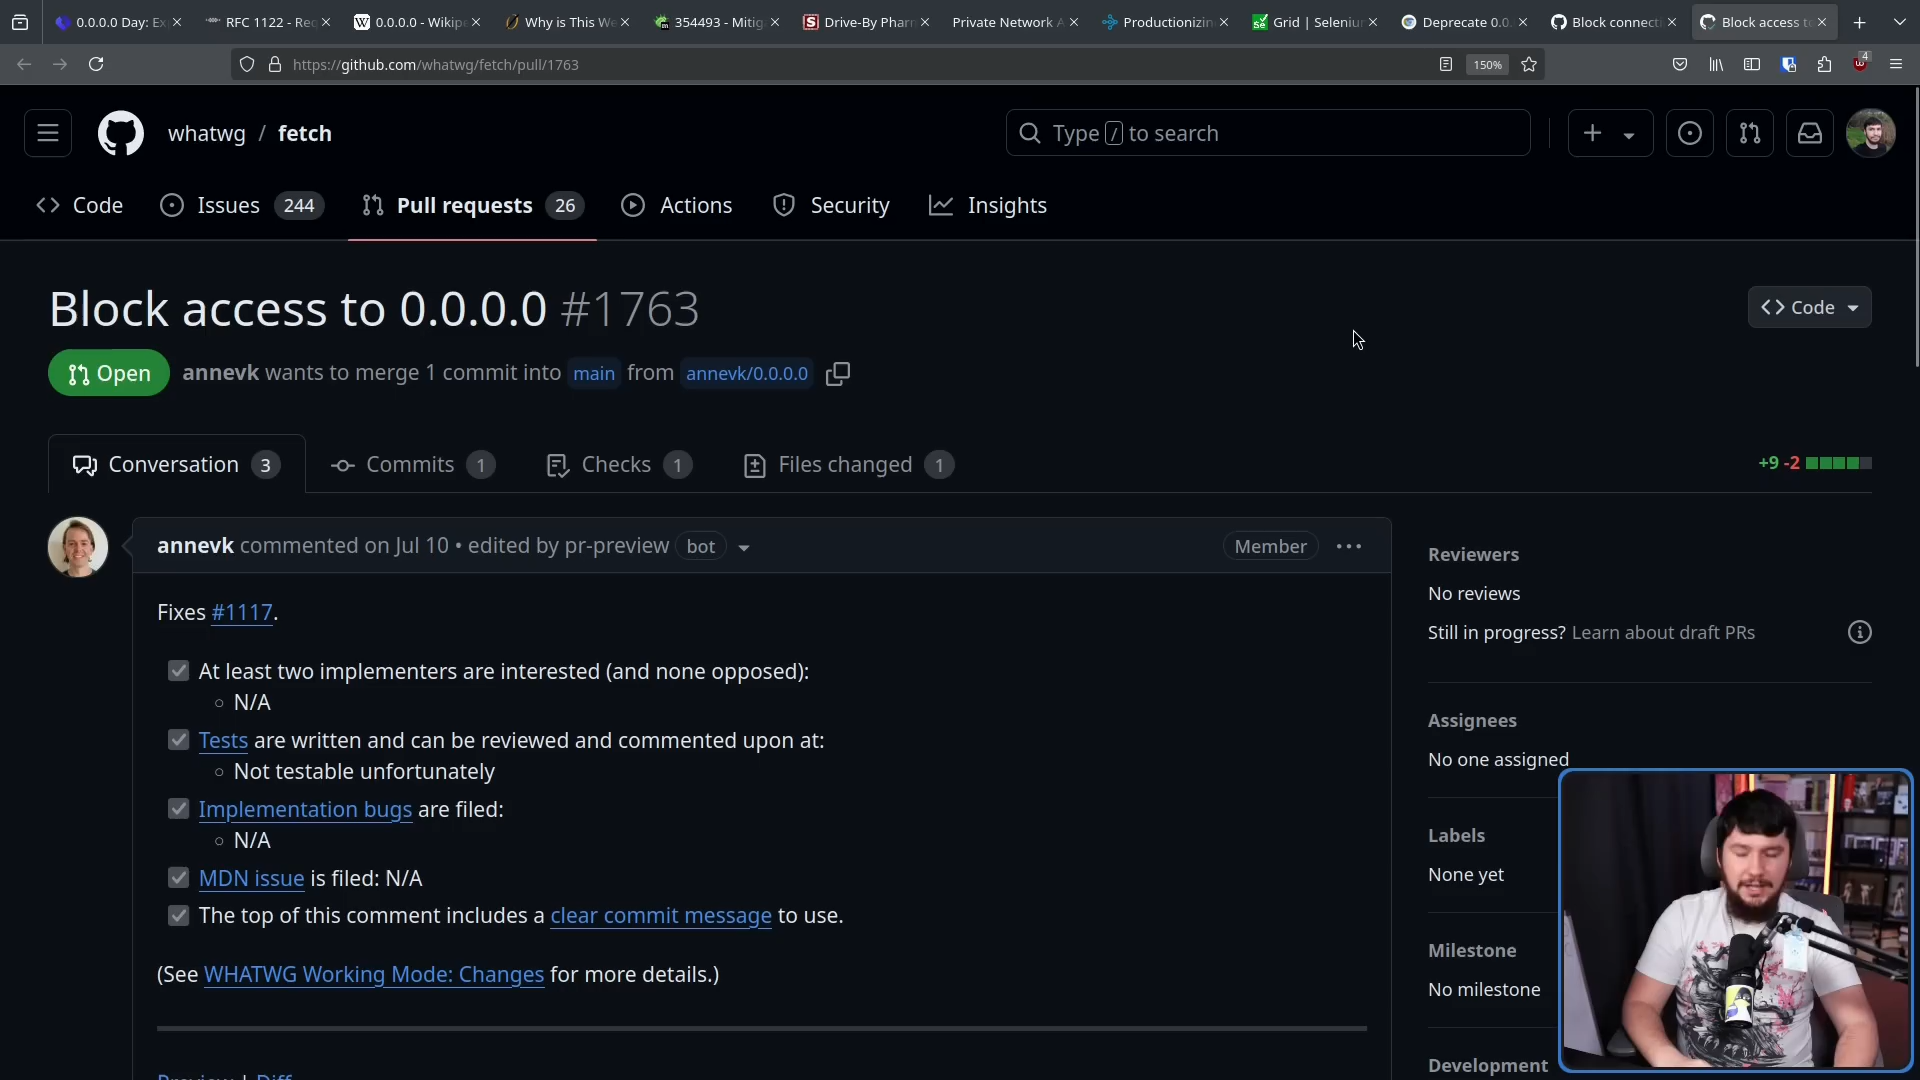 0.0.0.0 Day: Ex
RFC 1122 - Re
0.0.0.0 - Wikipe
Why is This We
354493 - Mitig
Drive-By Phar
Private Network A
Productionizin
Grid | Seleniu
Deprecate 0.0.
Block connecti
Block access to
https://github.com/whatwg/fetch/pull/1763
150%
4
whatwg / fetch
Type / to search
Code
Issues 244
Pull requests 26
Actions
Security
Insights
Block access to 0.0.0.0 #1763
Code
Open
annevk wants to merge 1 commit into main from annevk/0.0.0.0
Conversation 3
Commits 1
Checks 1
Files changed 1
+9 -2
annevk commented on Jul 10 • edited by pr-preview bot
Member
Fixes #1117.
At least two implementers are interested (and none opposed):
N/A
Tests are written and can be reviewed and commented upon at:
Not testable unfortunately
Implementation bugs are filed:
N/A
MDN issue is filed: N/A
The top of this comment includes a clear commit message to use.
(See WHATWG Working Mode: Changes for more details.)
Preview | Diff
Reviewers
No reviews
Still in progress? Learn about draft PRs
Assignees
No one assigned
Labels
None yet
Milestone
No milestone
Development